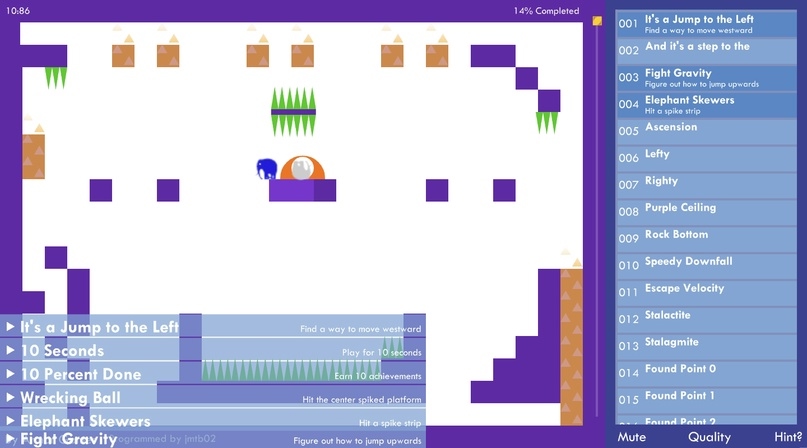 10:86
14% Completed
001 It's a Jump to the Left
Find a way to move westward
002 And it's a step to the
003 Fight Gravity
Figure out how to jump upwards
004 Elephant Skewers
Hit a spike strip
005 Ascension
006 Lefty
007 Righty
008 Purple Ceiling
009 Rock Bottom
010 Speedy Downfall
011 Escape Velocity
012 Stalactite
013 Stalagmite
014 Found Point 0
015 Found Point 1
016 Found Point 2
It's a Jump to the Left Find a way to move westward
10 Seconds Play for 10 seconds
10 Percent Done Earn 10 achievements
Wrecking Ball Hit the center spiked platform
Elephant Skewers Hit a spike strip
Fight Gravity Figure out how to jump upwards
programmed by jmtb02
Mute Quality Hint?